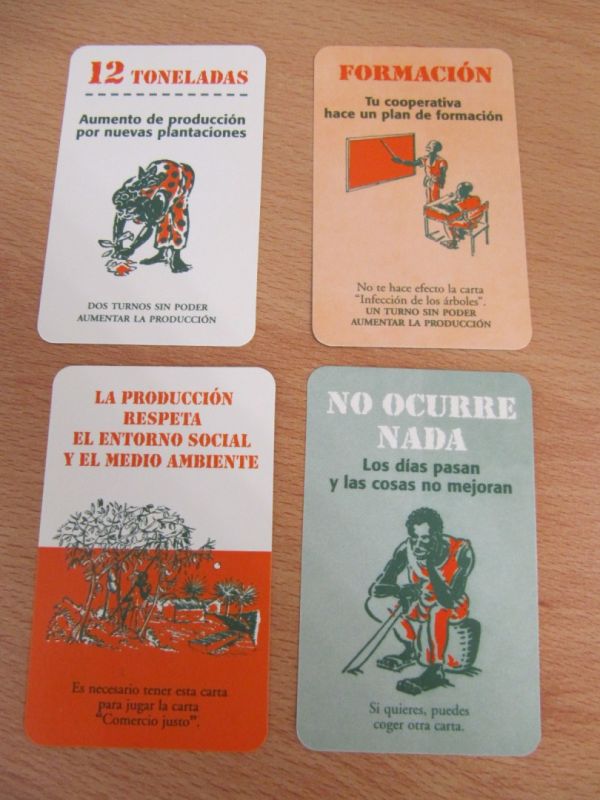 12 TONELADAS
Aumento de producción
por nuevas plantaciones
DOS TURNOS SIN PODER
AUMENTAR LA PRODUCCIÓN
FORMACIÓN
Tu cooperativa
hace un plan de formación
No te hace efecto la carta
"Infección de los árboles".
UN TURNO SIN PODER
AUMENTAR LA PRODUCCIÓN
LA PRODUCCIÓN
RESPETA
EL ENTORNO SOCIAL
Y EL MEDIO AMBIENTE
Es necesario tener esta carta
para jugar la carta
"Comercio justo".
NO OCURRE
NADA
Los días pasan
y las cosas no mejoran
Si quieres, puedes
coger otra carta.